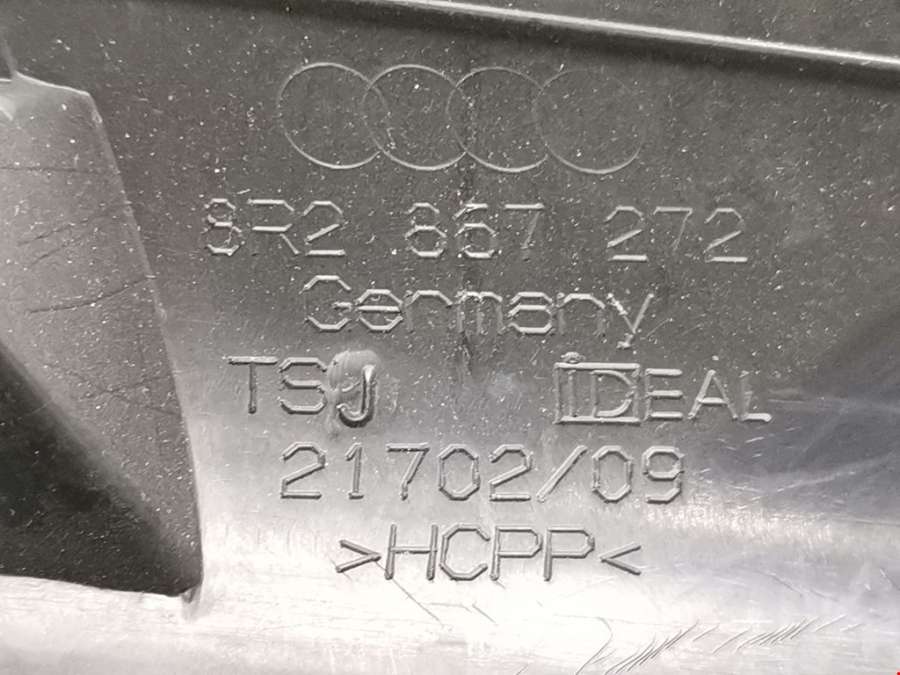 8R2 867 272
Germany
TSJ IDEAL
21702/09
>HCPP<